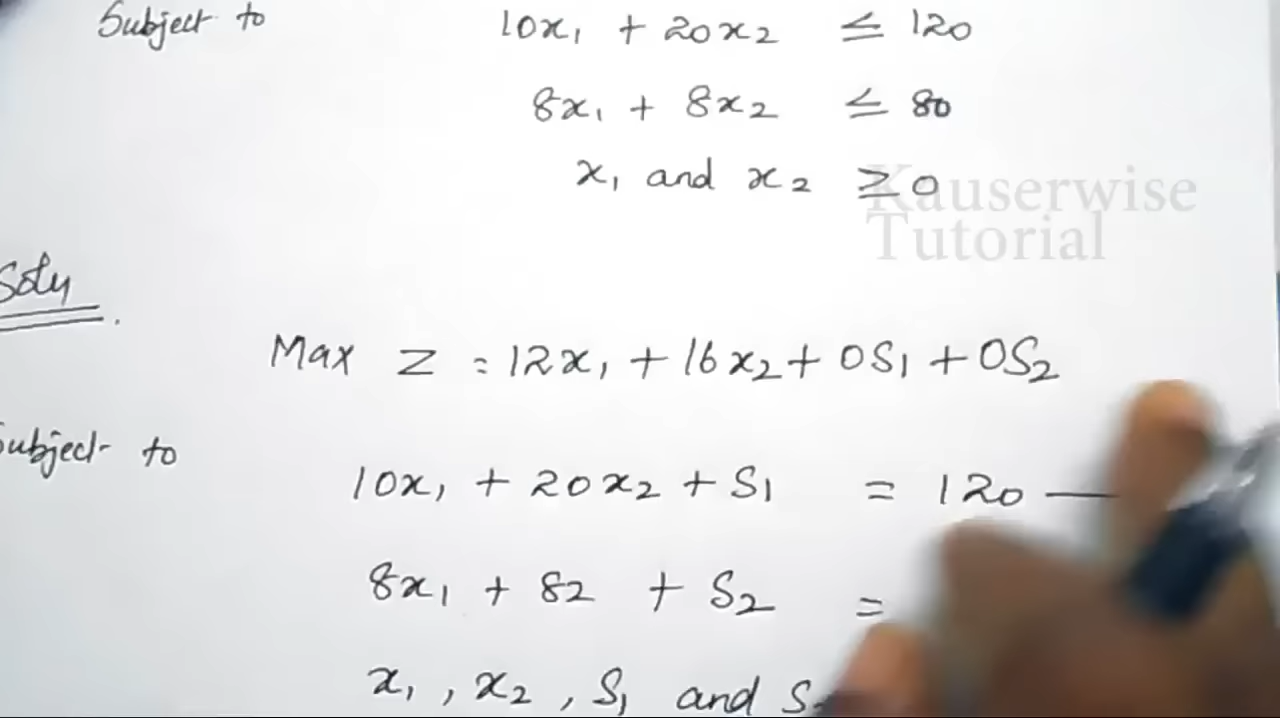 Subject to 10x₁ + 20x₂ ≤ 120
8x₁ + 8x₂ ≤ 80
x₁ and x₂ ≥ 0
Kauserwise
Tutorial
Soln.
Max Z = 12x₁ + 16x₂ + 0S₁ + 0S₂
Subject to
10x₁ + 20x₂ + S₁ = 120 —
8x₁ + 82 + S₂ =
x₁, x₂, S₁ and S₂